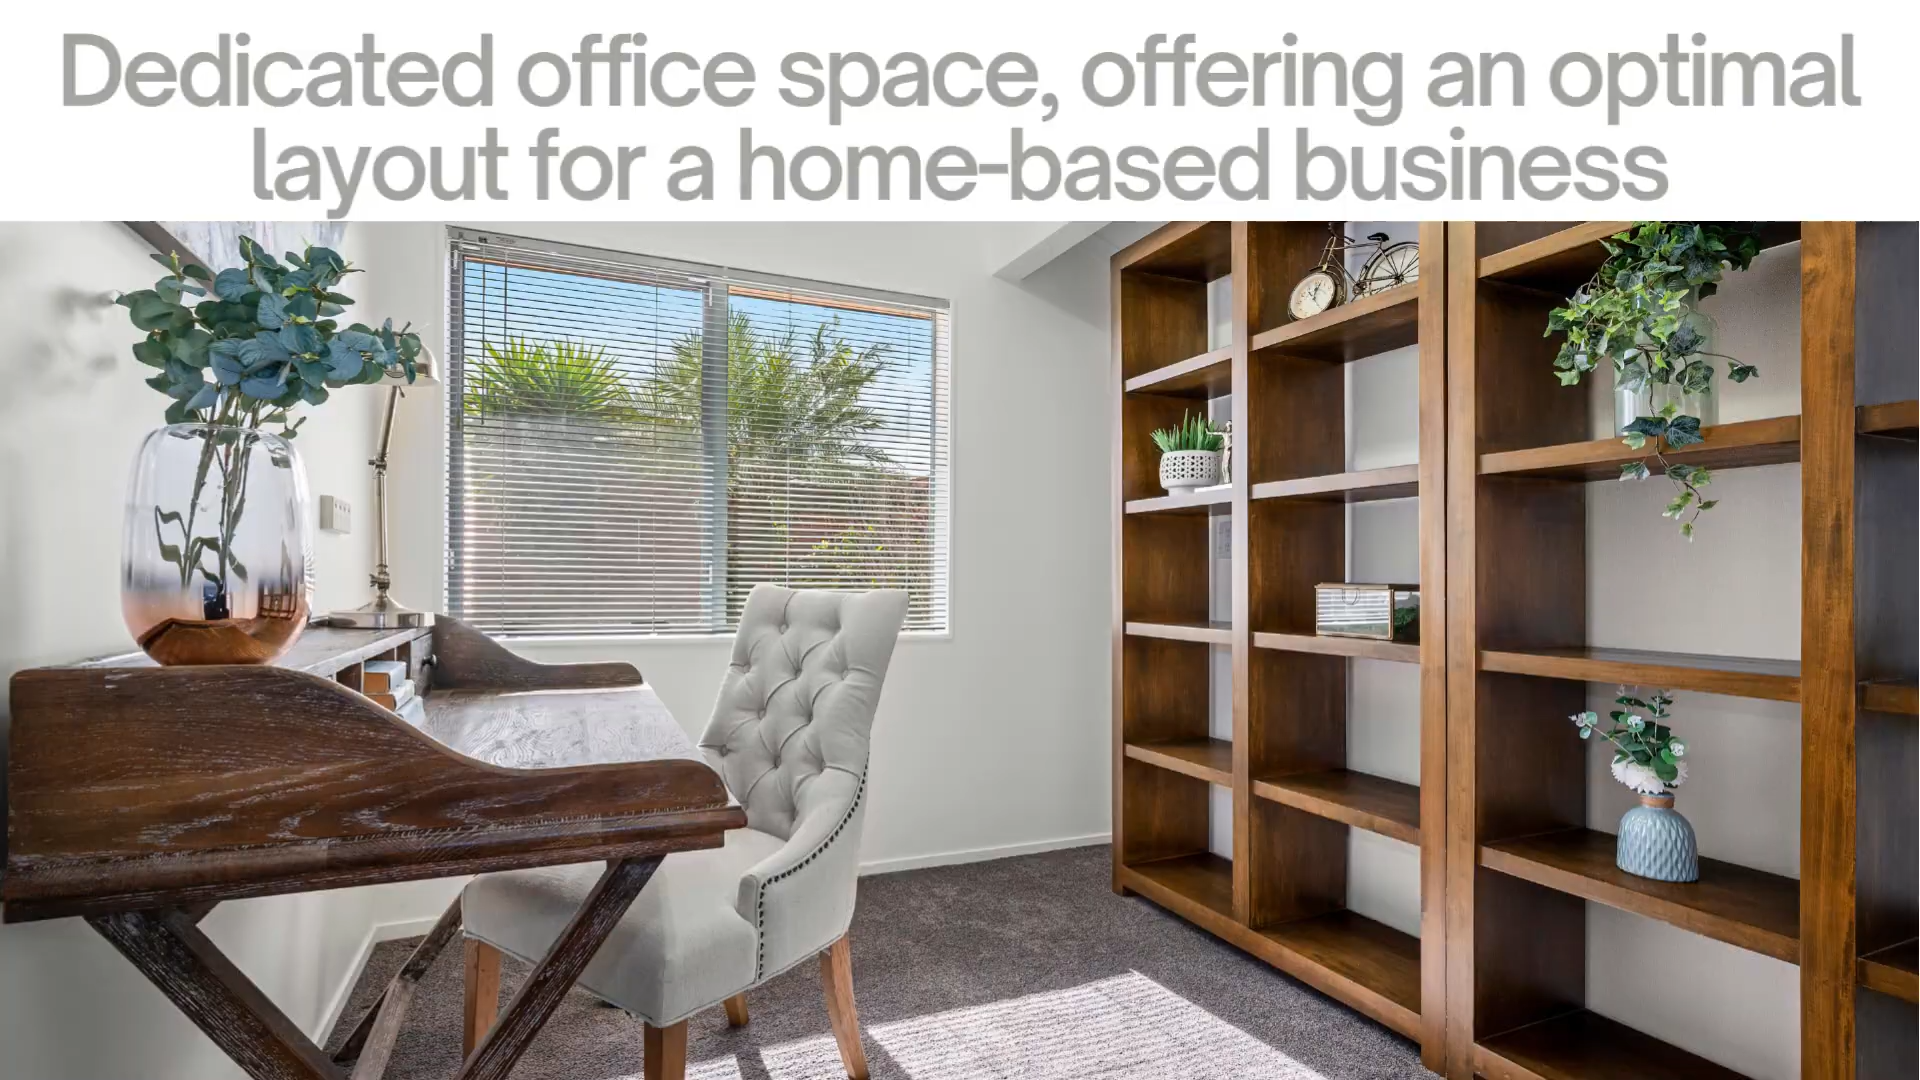 Dedicated office space, offering an optimal
layout for a home-based business